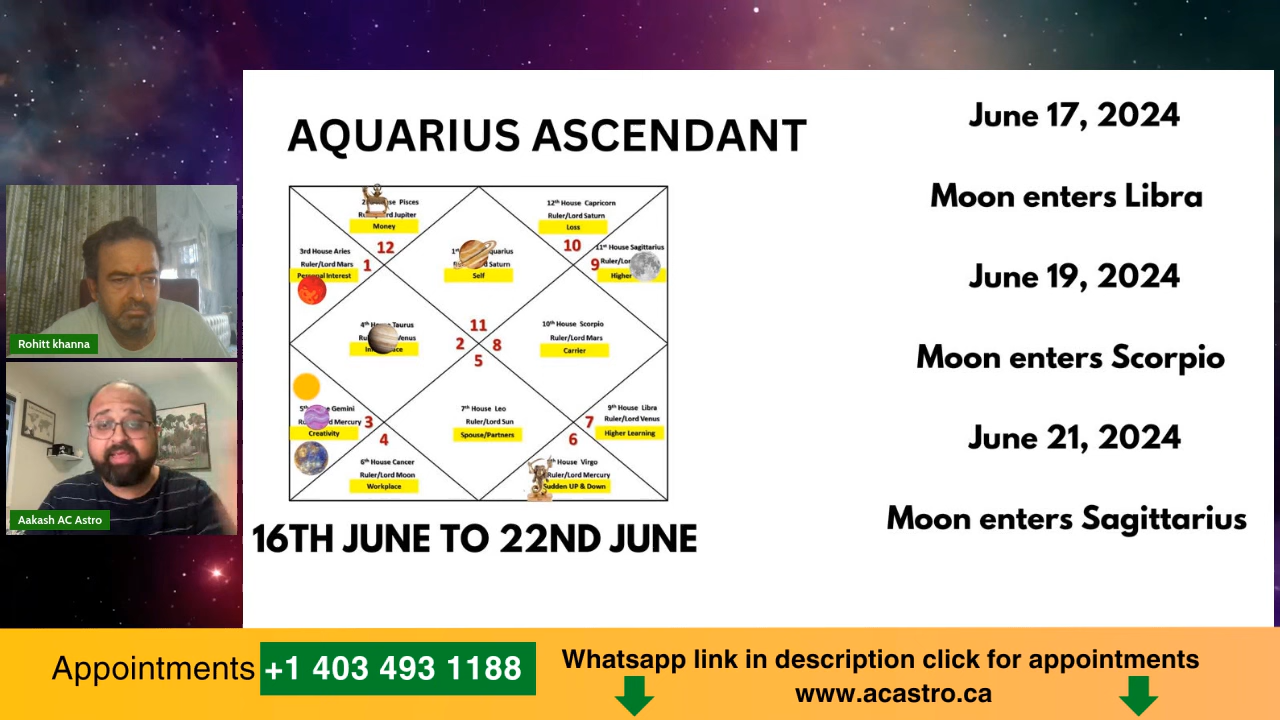 AQUARIUS ASCENDANT
Pisces
Jupiter
Money
12
12th House Capricorn
Ruler/Lord Saturn
Loss
10
3rd House Aries
Ruler/Lord Mars
Personal Interest
1
Saturn
Self
11th House Sagittarius
9
Higher
4th Taurus
11
2
8
5
10th House Scorpio
Ruler/Lord Mars
Carrier
Gemini
Mercury
Creativity
3
4
7th House Leo
Ruler/Lord Sun
Spouse/Partners
9th House Libra
Ruler/Lord Venus
Higher Learning
7
6
6th House Cancer
Ruler/Lord Moon
Workplace
House Virgo
Ruler/Lord Mercury
Sudden UP & Down
16TH JUNE TO 22ND JUNE
June 17, 2024
Moon enters Libra
June 19, 2024
Moon enters Scorpio
June 21, 2024
Moon enters Sagittarius
Rohitt khanna
Aakash AC Astro
Appointments +1 403 493 1188
Whatsapp link in description click for appointments
www.acastro.ca